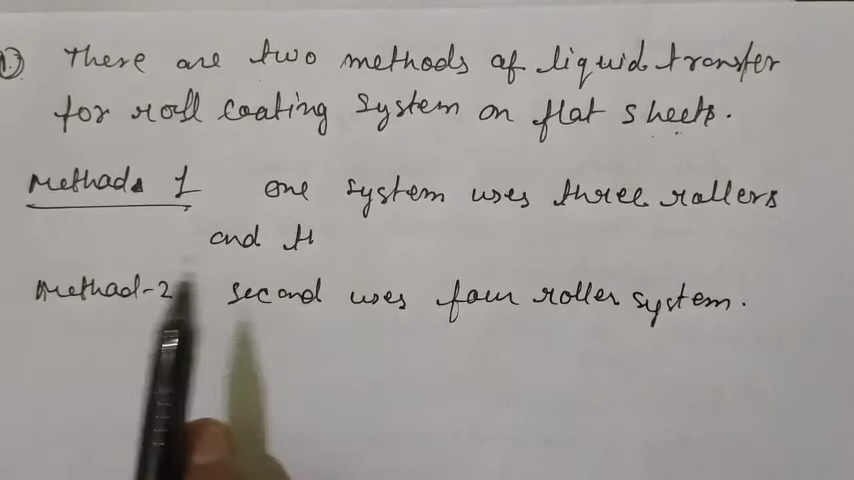 1) There are two methods of liquid transfer
for roll coating system on flat sheets.
Method 1 one system uses three rollers
and
Method-2 second uses four roller system.